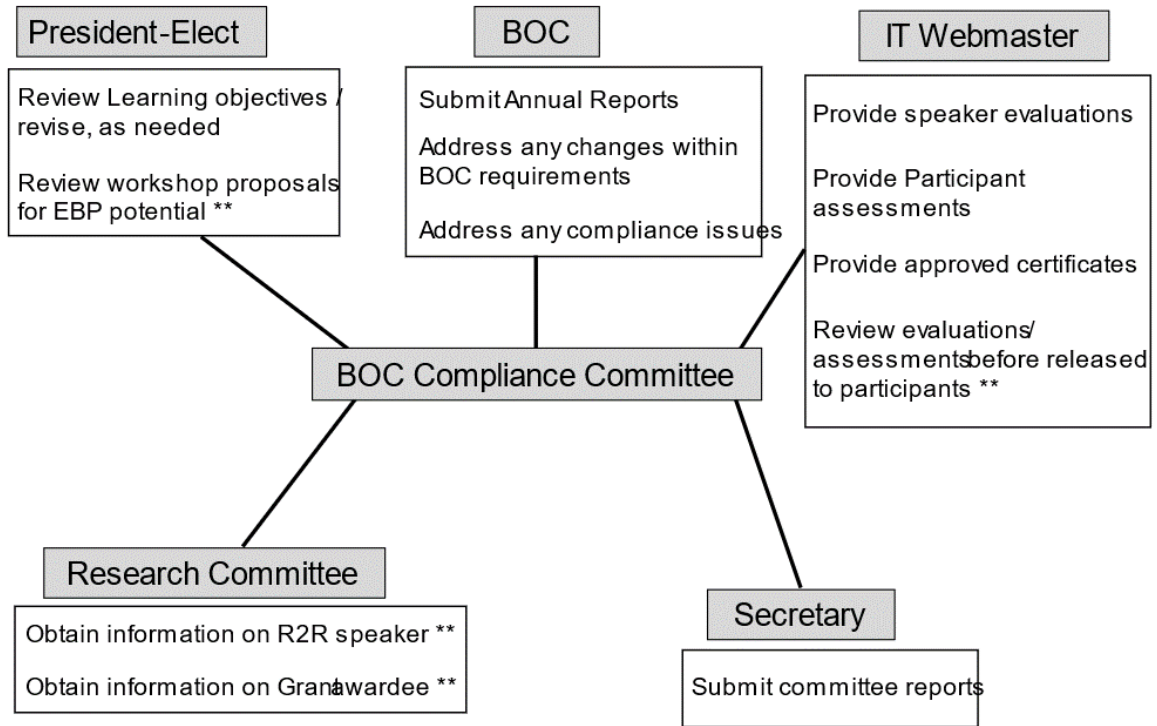 President-Elect
Review Learning objectives /
revise, as needed
Review workshop proposals
for EBP potential **
BOC
Submit Annual Reports
Address any changes within
BOC requirements
Address any compliance issues
IT Webmaster
Provide speaker evaluations
Provide Participant
assessments
Provide approved certificates
Review evaluations/
assessments before released
to participants **
BOC Compliance Committee
Research Committee
Obtain information on R2R speaker **
Obtain information on Grant awardee **
Secretary
Submit committee reports